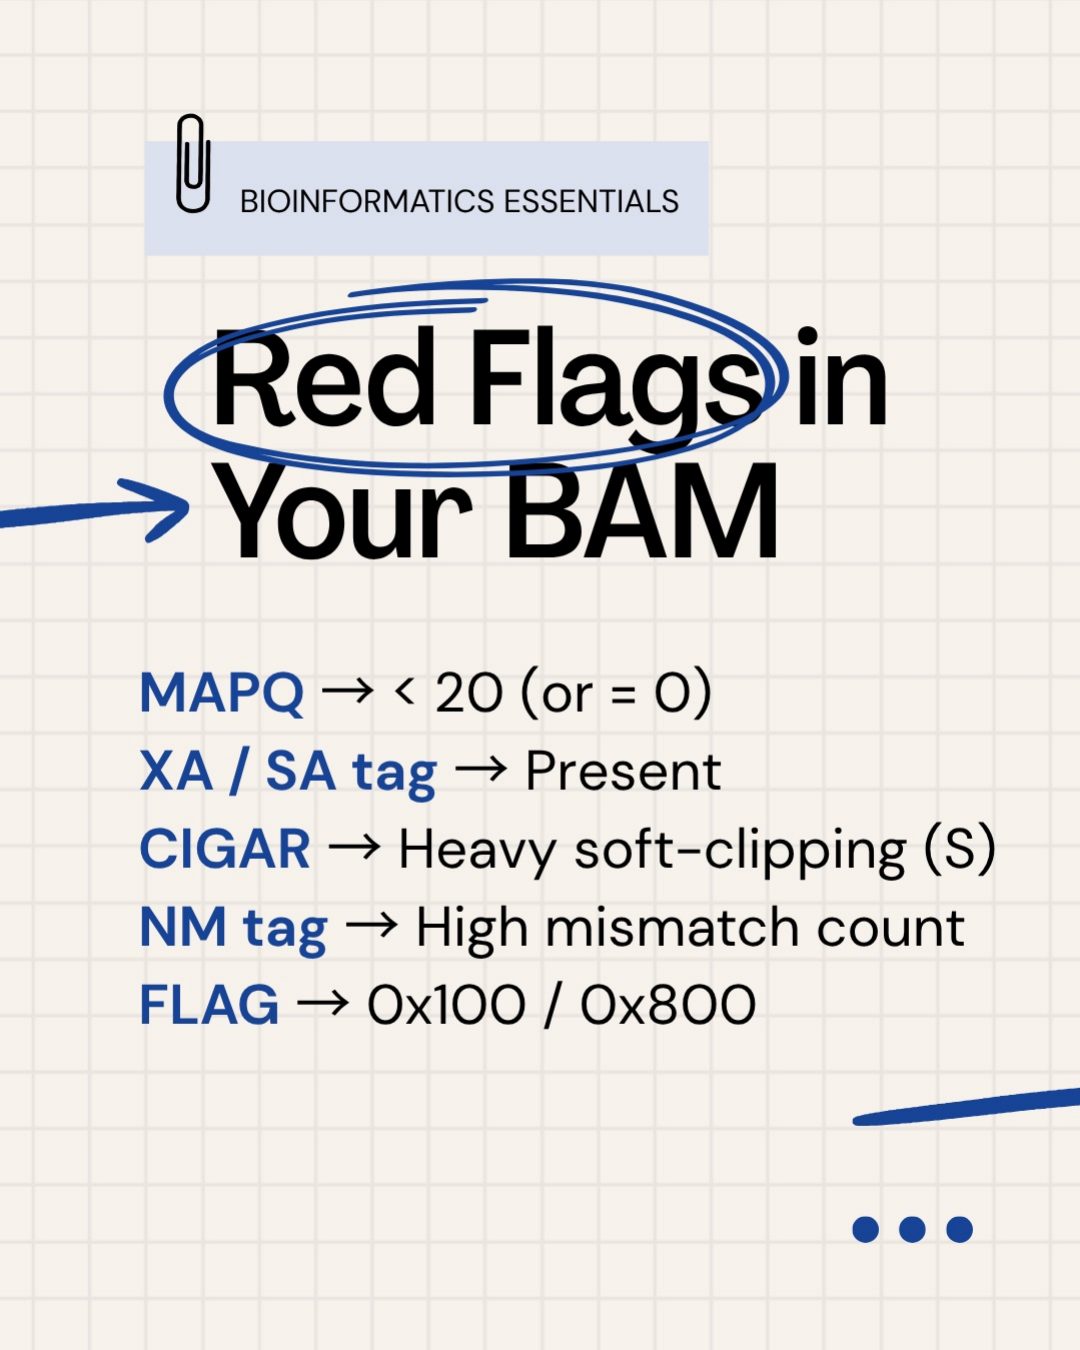 BIOINFORMATICS ESSENTIALS
Red Flags in
Your BAM
MAPQ → < 20 (or = 0)
XA / SA tag → Present
CIGAR → Heavy soft-clipping (S)
NM tag → High mismatch count
FLAG → 0x100 / 0x800